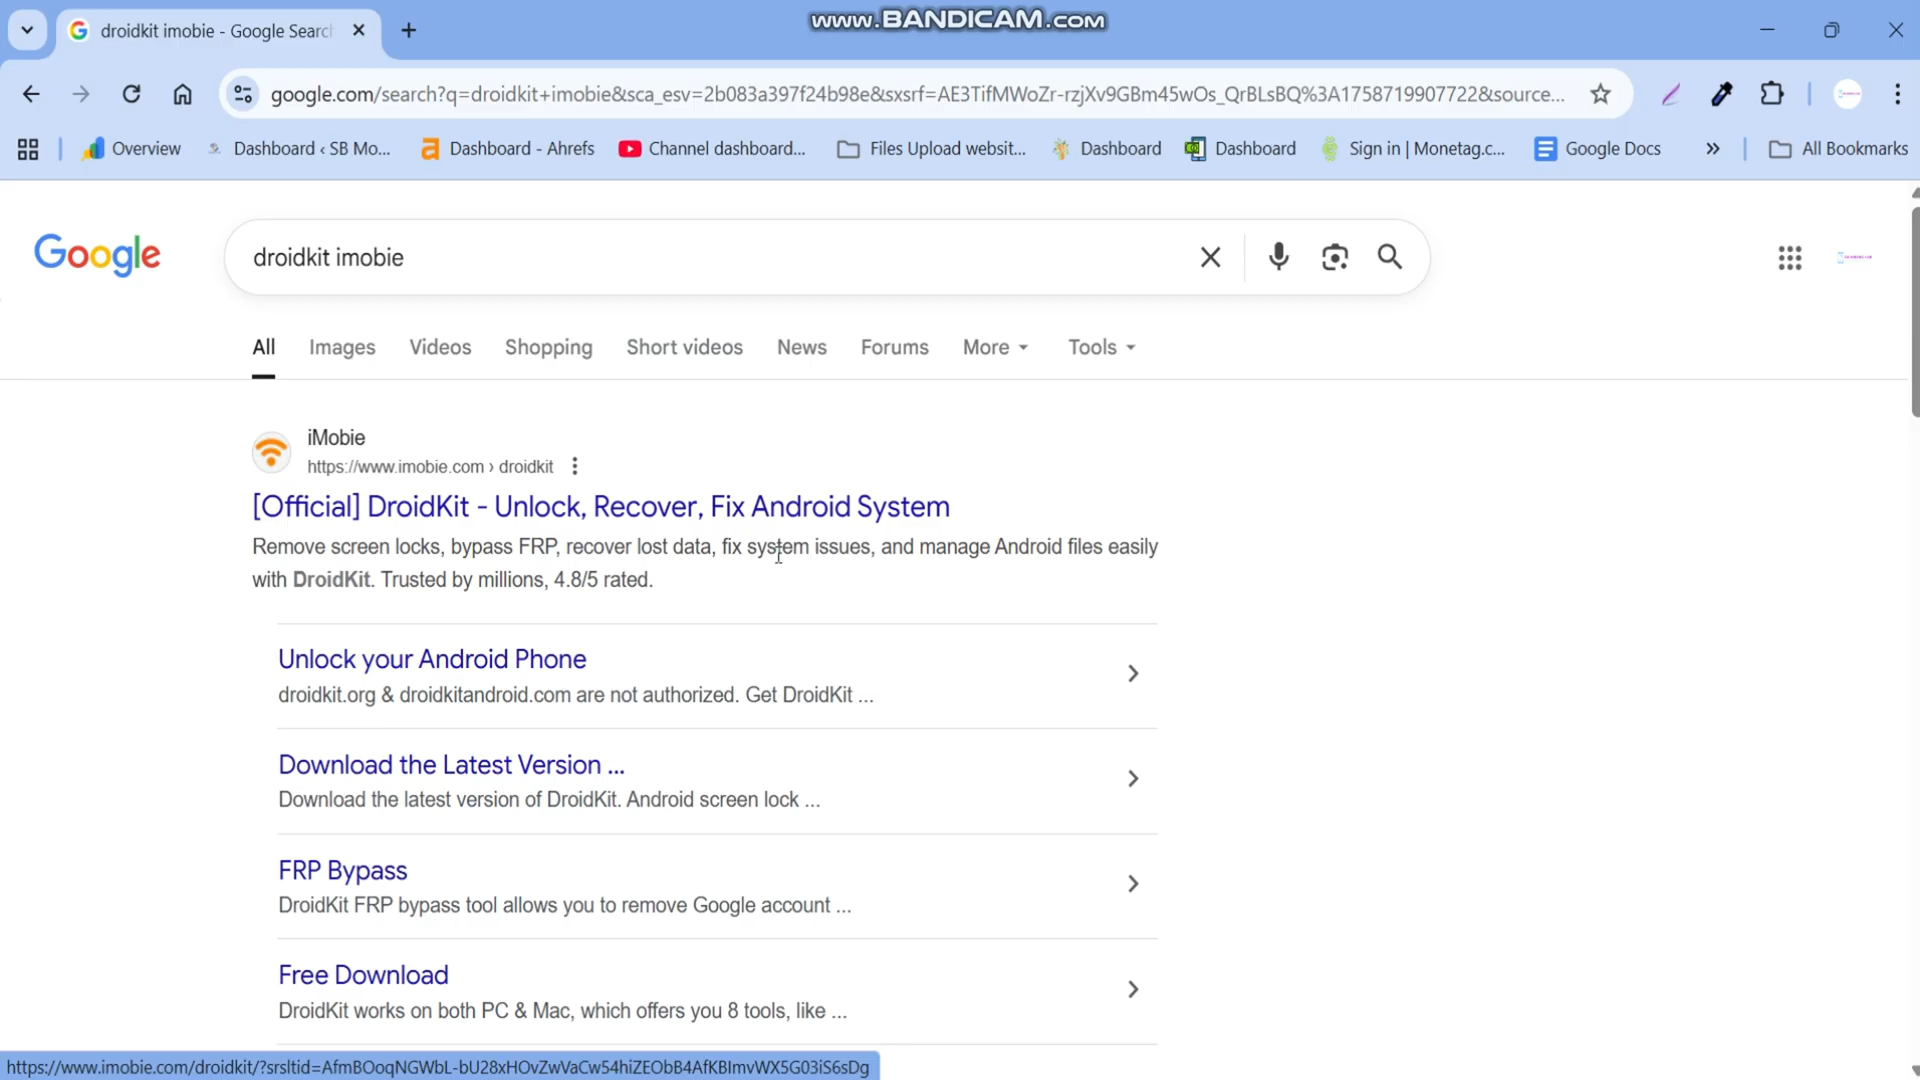 droidkit imobie - Google Searc
www.BANDICAM.com
google.com/search?q=droidkit+imobie&sca_esv=2b083a397f24b98e&sxsrf=AE3TifMWoZr-rzjXv9GBm45wOs_QrBLsBQ%3A1758719907722&source...
Overview
Dashboard ‹ SB Mo...
Dashboard - Ahrefs
Channel dashboard...
Files Upload websit...
Dashboard
Dashboard
Sign in | Monetag.c...
Google Docs
All Bookmarks
Google
droidkit imobie
All Images Videos Shopping Short videos News Forums More Tools
iMobie
https://www.imobie.com › droidkit
[Official] DroidKit - Unlock, Recover, Fix Android System
Remove screen locks, bypass FRP, recover lost data, fix system issues, and manage Android files easily
with DroidKit. Trusted by millions, 4.8/5 rated.
Unlock your Android Phone
droidkit.org & droidkitandroid.com are not authorized. Get DroidKit ...
Download the Latest Version ...
Download the latest version of DroidKit. Android screen lock ...
FRP Bypass
DroidKit FRP bypass tool allows you to remove Google account ...
Free Download
DroidKit works on both PC & Mac, which offers you 8 tools, like ...
https://www.imobie.com/droidkit/?srsltid=AfmBOoqNGWbL-bU28xHOvZwVaCw54hiZEObB4AfKBImvWX5G03iS6sDg